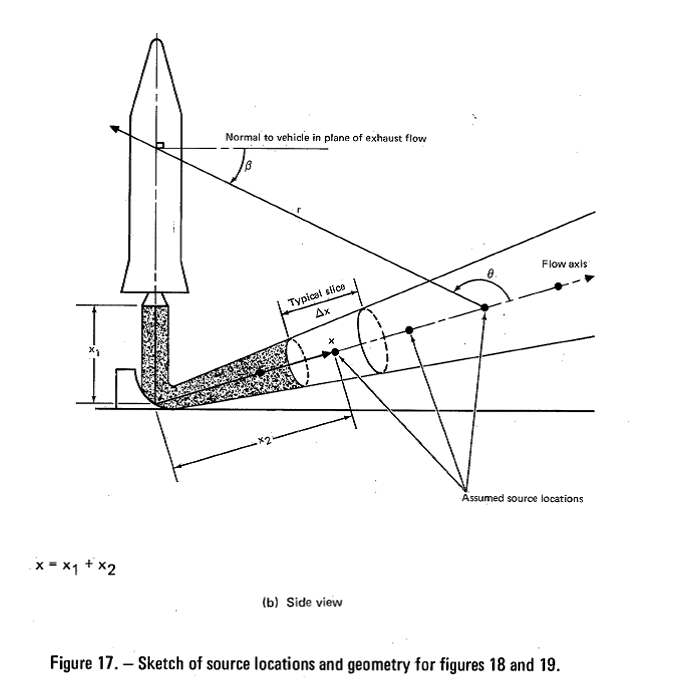 Normal to vehicle in plane of exhaust flow
β
r
Flow axis
θ
Typical slice
Δx
x₁
x
x₂
Assumed source locations
x = x₁ + x₂
(b) Side view
Figure 17. — Sketch of source locations and geometry for figures 18 and 19.